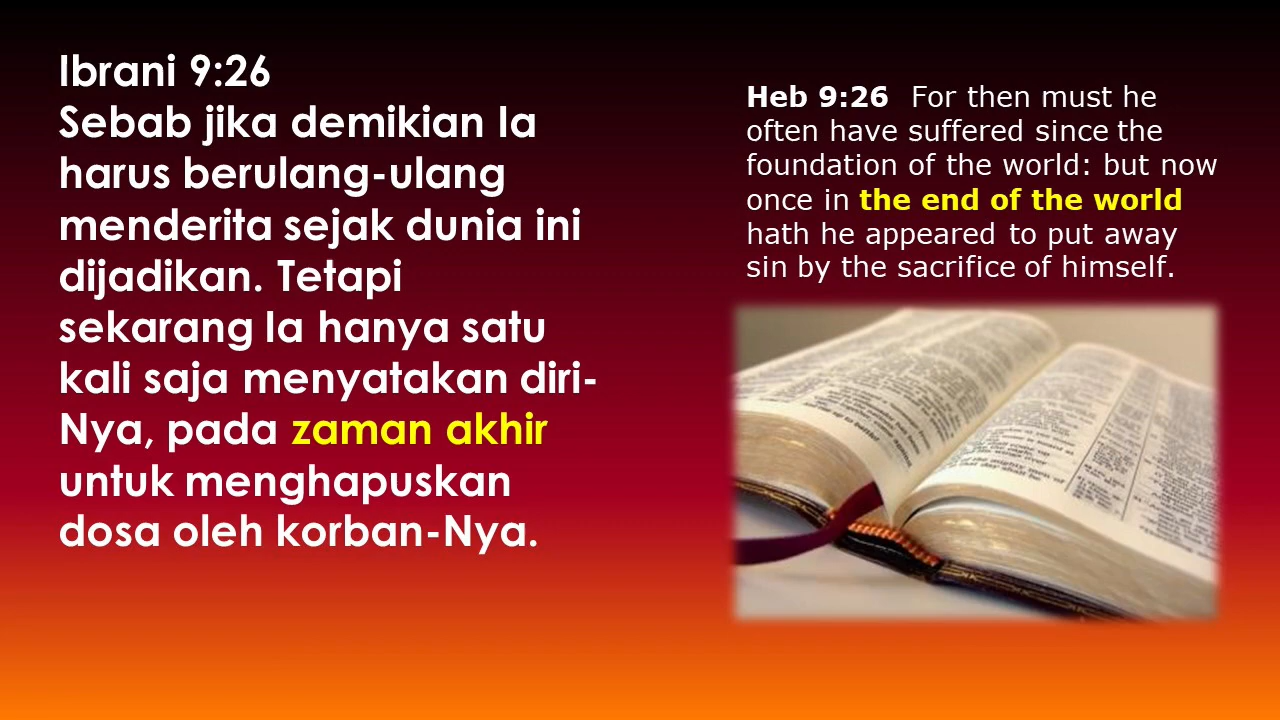 Ibrani 9:26
Sebab jika demikian Ia
harus berulang-ulang
menderita sejak dunia ini
dijadikan. Tetapi
sekarang Ia hanya satu
kali saja menyatakan diri-
Nya, pada zaman akhir
untuk menghapuskan
dosa oleh korban-Nya.
Heb 9:26 For then must he
often have suffered since the
foundation of the world: but now
once in the end of the world
hath he appeared to put away
sin by the sacrifice of himself.